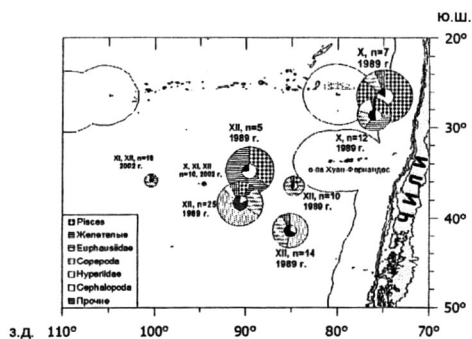 Ю.Ш.
20°
X, n=7
1989 г.
30°
XII, n=5
1989 г.
X, n=12
1989 г.
XI, XII, n=18
2002 г.
X, XI, XII
n=10, 2003 г.
о-ва Хуан-Фернандес
XII, n=25
1989 г.
XII, n=10
1989 г.
ЧИЛИ
40°
XII, n=14
1989 г.
Pisces
Желетелые
Euphausiidae
Copepoda
Hyperiidae
Cephalopoda
Прочие
50°
З.Д. 110° 100° 90° 80° 70°